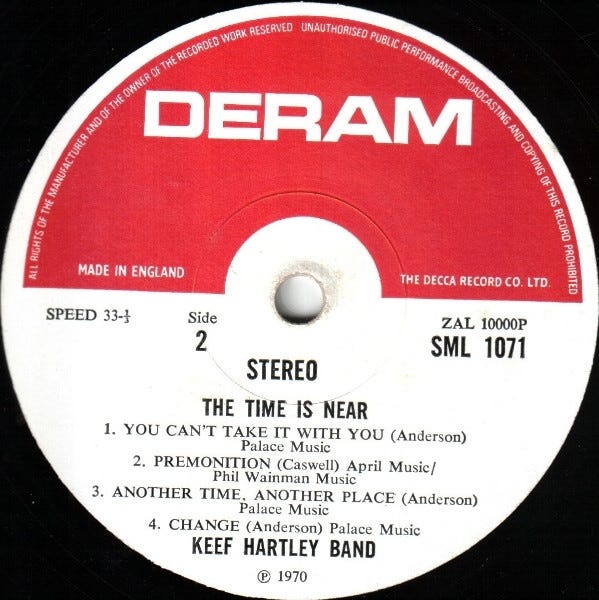 ALL RIGHTS OF THE MANUFACTURER AND OF THE OWNER OF THE RECORDED WORK RESERVED UNAUTHORISED PUBLIC PERFORMANCE BROADCASTING AND COPYING OF THIS RECORD PROHIBITED
DERAM
MADE IN ENGLAND
THE DECCA RECORD CO. LTD.
SPEED 33-⅓
Side
2
ZAL 10000P
SML 1071
STEREO
THE TIME IS NEAR
1. YOU CAN'T TAKE IT WITH YOU (Anderson)
Palace Music
2. PREMONITION (Caswell) April Music/
Phil Wainman Music
3. ANOTHER TIME, ANOTHER PLACE (Anderson)
Palace Music
4. CHANGE (Anderson) Palace Music
KEEF HARTLEY BAND
℗ 1970